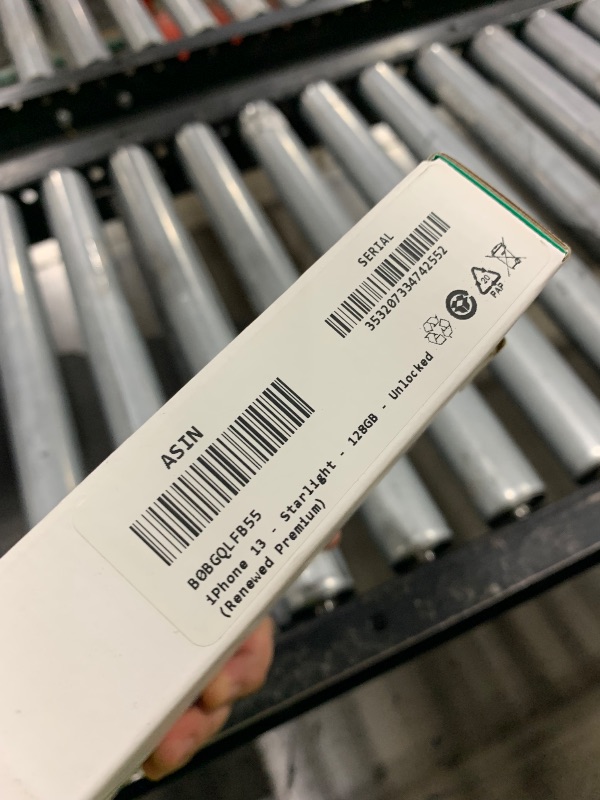 SERIAL
353207334742552
20
PAP
ASIN
B0BGQLFB55
iPhone 13 - Starlight - 128GB - Unlocked
(Renewed Premium)